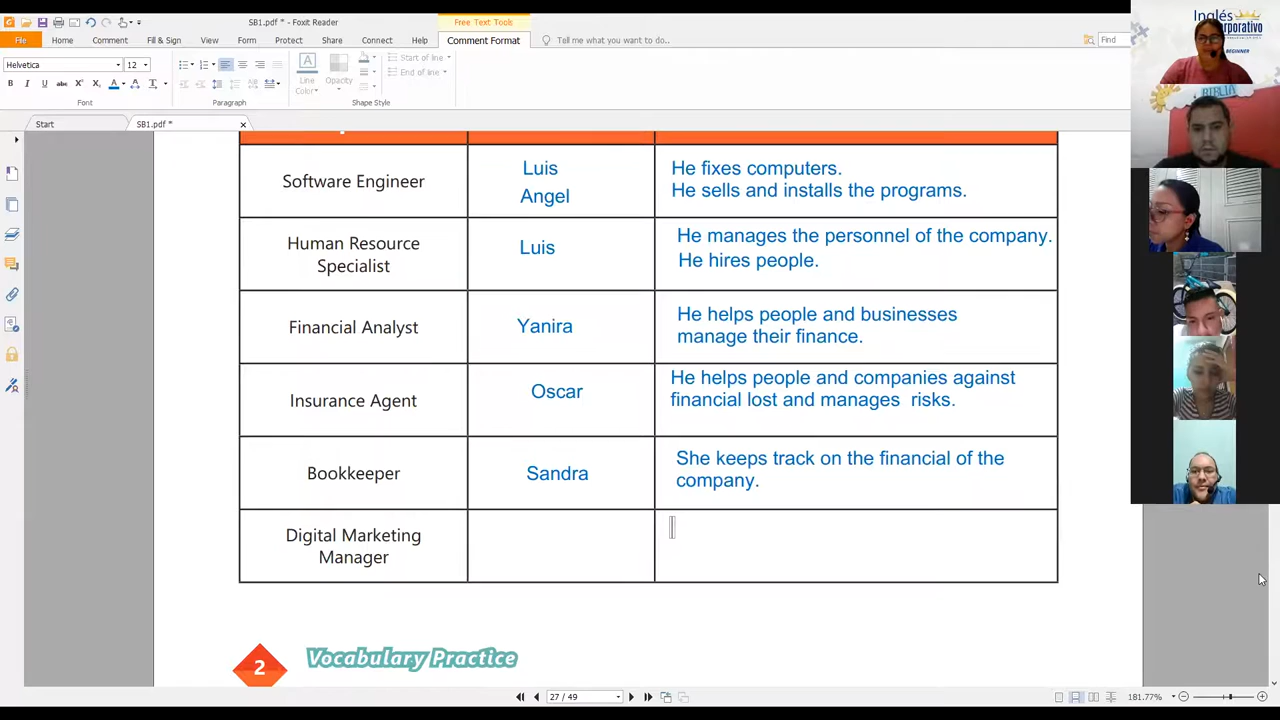 SB1.pdf * - Foxit Reader
Free Text Tools
File
Home
Comment
Fill & Sign
View
Form
Protect
Share
Connect
Help
Comment Format
Tell me what you want to do..
Find
Helvetica
12
Line Color
Opacity
Start of line
End of line
Font
Paragraph
Shape Style
Start
SB1.pdf *
Software Engineer
Luis
Angel
He fixes computers.
He sells and installs the programs.
Human Resource
Specialist
Luis
He manages the personnel of the company.
He hires people.
Financial Analyst
Yanira
He helps people and businesses
manage their finance.
Insurance Agent
Oscar
He helps people and companies against
financial lost and manages risks.
Bookkeeper
Sandra
She keeps track on the financial of the
company.
Digital Marketing
Manager
2
Vocabulary Practice
27 / 49
181.77%
Inglés
BEGINNER
BIBLIA